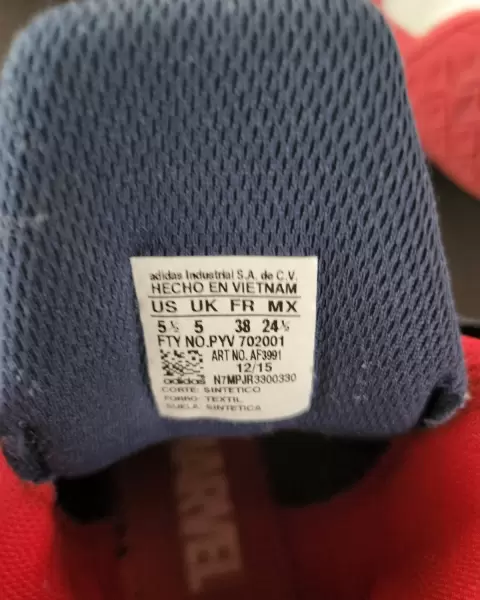 adidas Industrial S.A. de C.V.
HECHO EN VIETNAM
US UK FR MX
5½ 5 38 24½
FTY NO.PYV 702001
ART NO. AF3991
12/15
adidas N7MPJR3300330
CORTE: SINTETICO
FORRO: TEXTIL
SUELA: SINTETICA
MARVEL